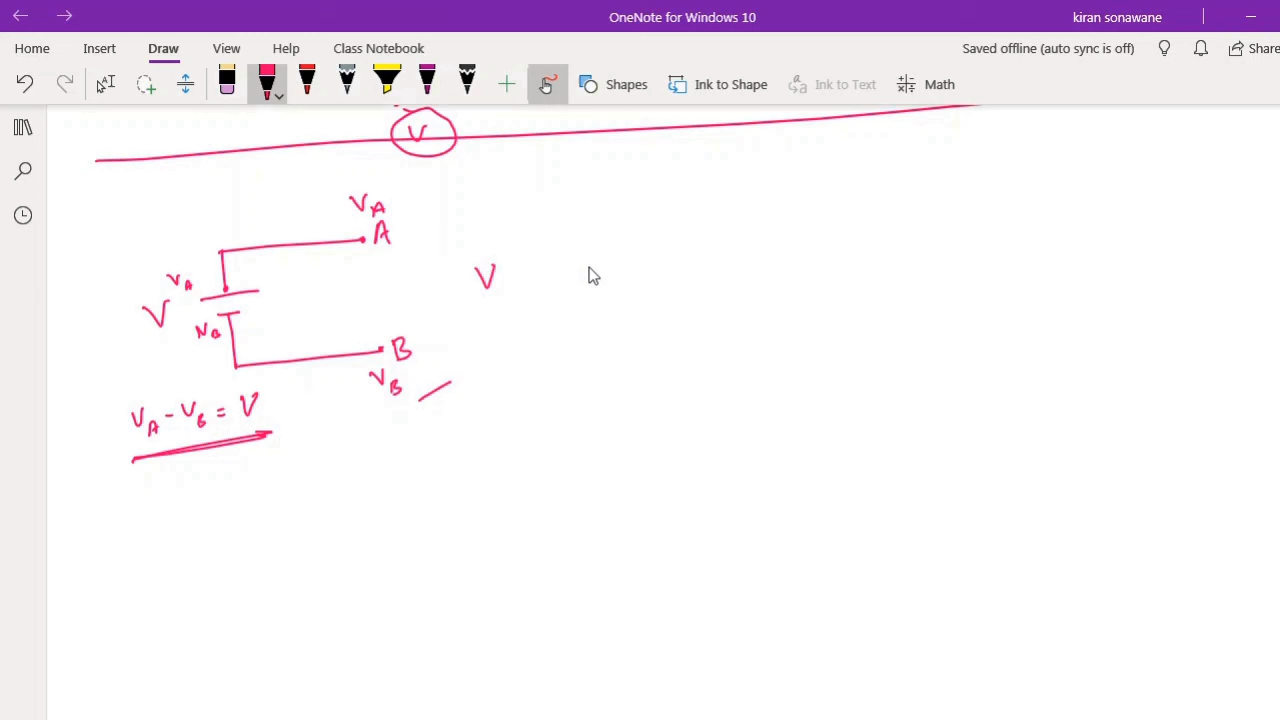 OneNote for Windows 10
kiran sonawane
Home Insert Draw View Help Class Notebook
Saved offline (auto sync is off)
Share
Shapes
Ink to Shape
Ink to Text
Math
V
VA
A
VA
V
VB
V
B
VB
VA - VB = V